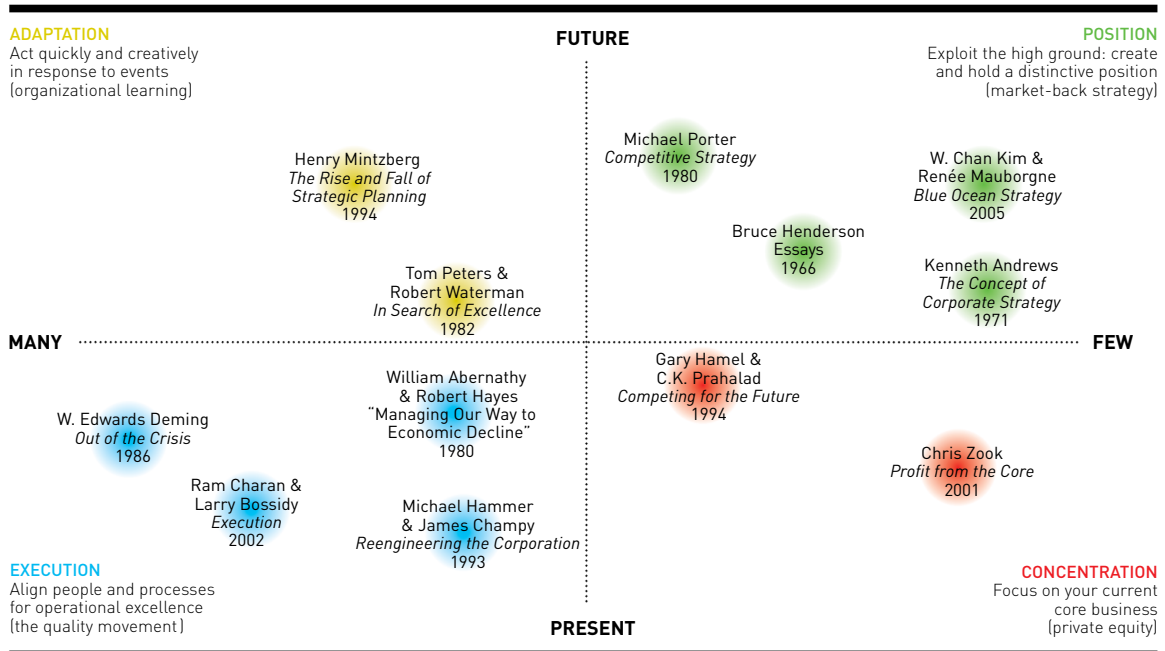 ADAPTATION
Act quickly and creatively
in response to events
(organizational learning)
FUTURE
POSITION
Exploit the high ground: create
and hold a distinctive position
(market-back strategy)
Henry Mintzberg
The Rise and Fall of
Strategic Planning
1994
Michael Porter
Competitive Strategy
1980
W. Chan Kim &
Renée Mauborgne
Blue Ocean Strategy
2005
Bruce Henderson
Essays
1966
Tom Peters &
Robert Waterman
In Search of Excellence
1982
Kenneth Andrews
The Concept of
Corporate Strategy
1971
MANY
FEW
W. Edwards Deming
Out of the Crisis
1986
William Abernathy
& Robert Hayes
“Managing Our Way to
Economic Decline”
1980
Gary Hamel &
C.K. Prahalad
Competing for the Future
1994
Chris Zook
Profit from the Core
2001
Ram Charan &
Larry Bossidy
Execution
2002
Michael Hammer
& James Champy
Reengineering the Corporation
1993
EXECUTION
Align people and processes
for operational excellence
(the quality movement)
PRESENT
CONCENTRATION
Focus on your current
core business
(private equity)